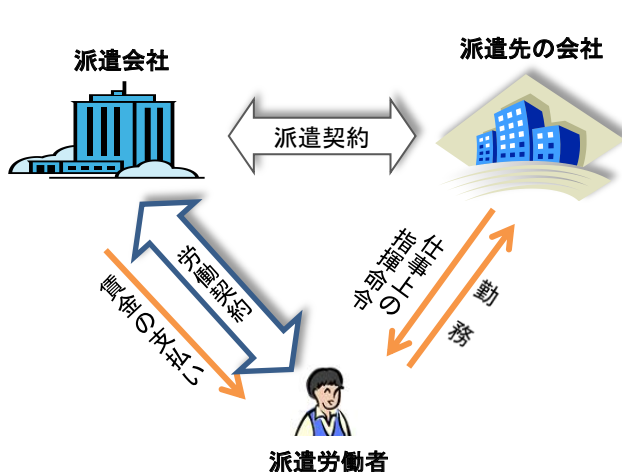 派遣会社
派遣先の会社
派遣契約
労働契約
賃金の支払い
仕事上の
指揮命令
勤務
派遣労働者